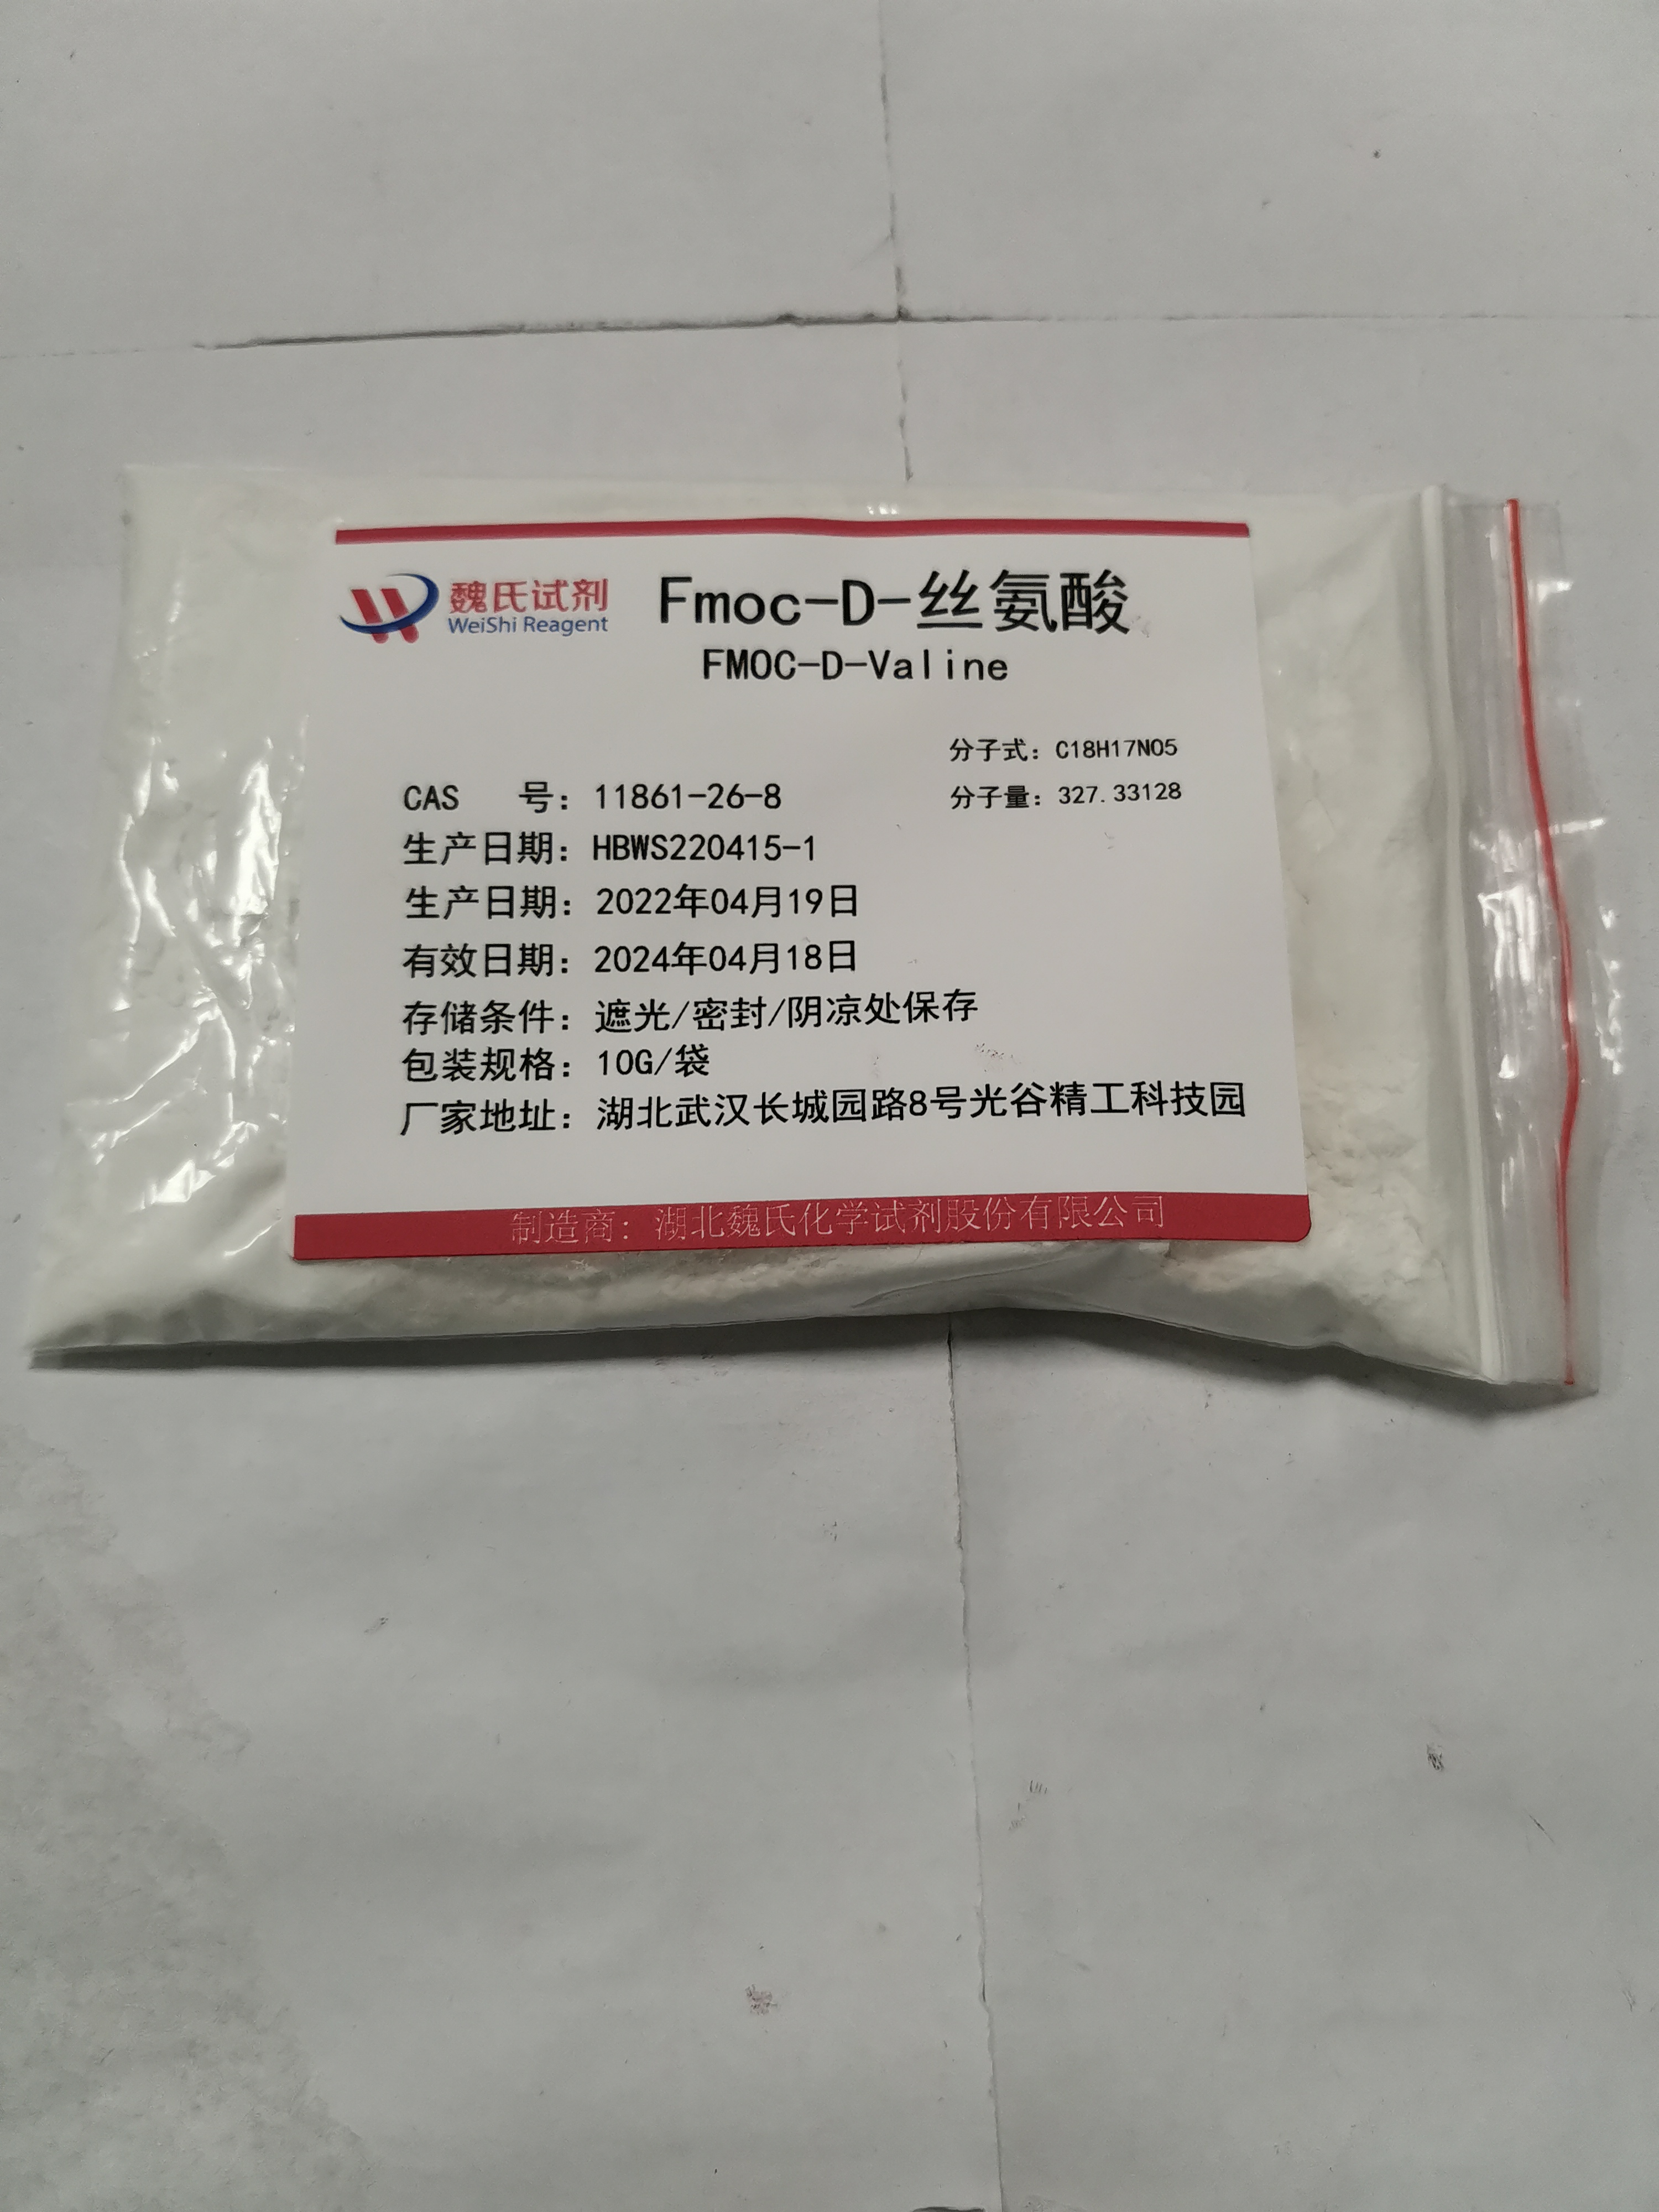 魏氏试剂
WeiShi Reagent
Fmoc-D-丝氨酸
FMOC-D-Valine
分子式：C18H17NO5
分子量：327.33128
CAS 号：11861-26-8
生产日期：HBWS220415-1
生产日期：2022年04月19日
有效日期：2024年04月18日
存储条件：遮光/密封/阴凉处保存
包装规格：10G/袋
厂家地址：湖北武汉长城园路8号光谷精工科技园
制造商：湖北魏氏化学试剂股份有限公司